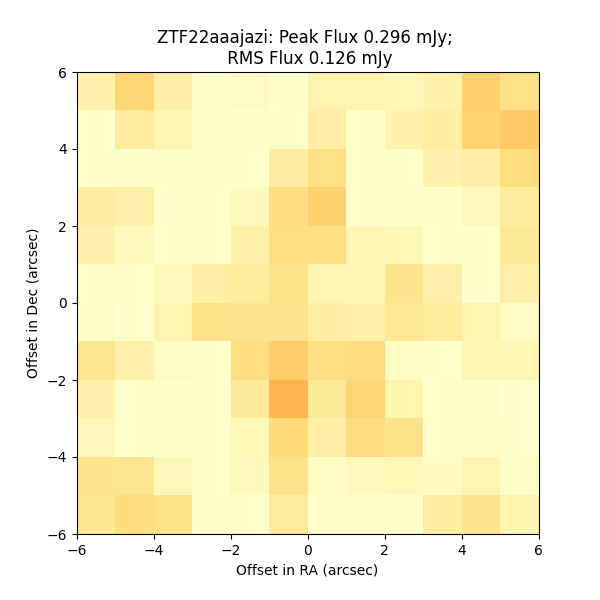 ZTF22aaajazi: Peak Flux 0.296 mJy;
RMS Flux 0.126 mJy
6
4
2
0
−2
−4
−6
Offset in Dec (arcsec)
−6 −4 −2 0 2 4 6
Offset in RA (arcsec)